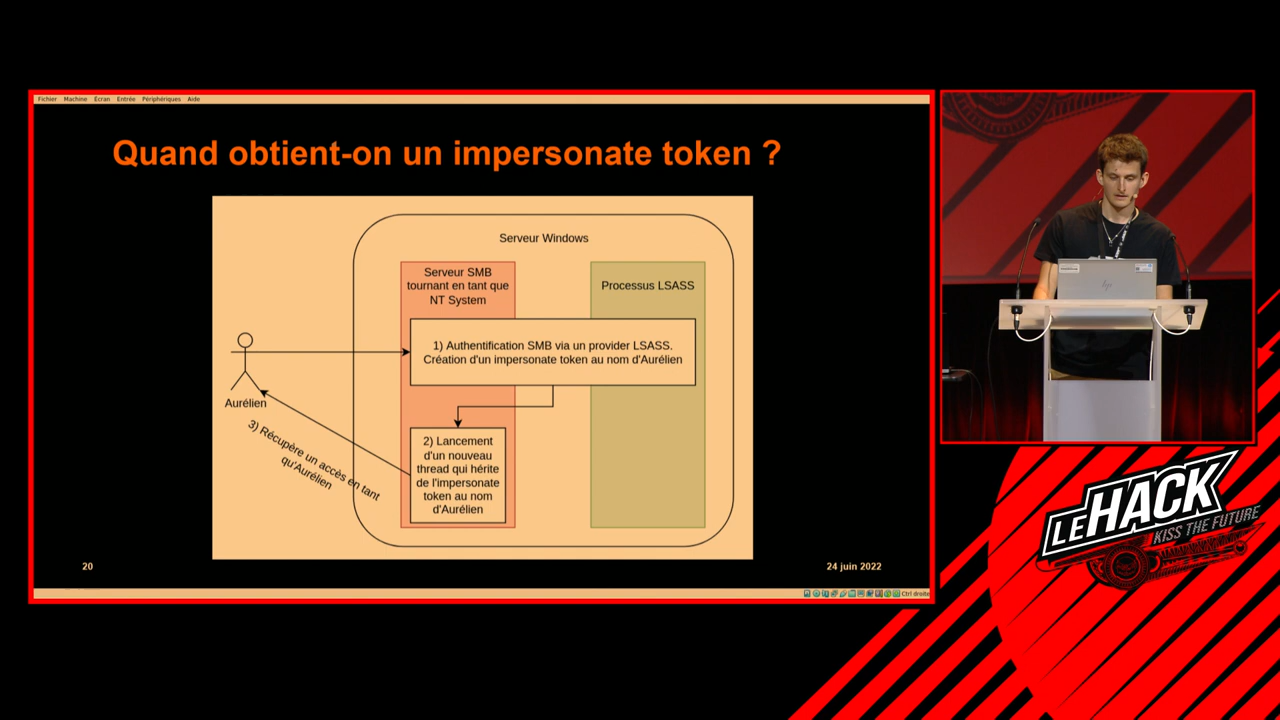 Fichier Machine Écran Entrée Périphériques Aide
Quand obtient-on un impersonate token ?
Serveur Windows
Serveur SMB
tournant en tant que
NT System
Processus LSASS
1) Authentification SMB via un provider LSASS.
Création d'un impersonate token au nom d'Aurélien
Aurélien
2) Lancement
d'un nouveau
thread qui hérite
de l'impersonate
token au nom
d'Aurélien
3) Récupère un accès en tant
qu'Aurélien
20
24 juin 2022
Ctrl droite
hp
LEHACK
KISS THE FUTURE